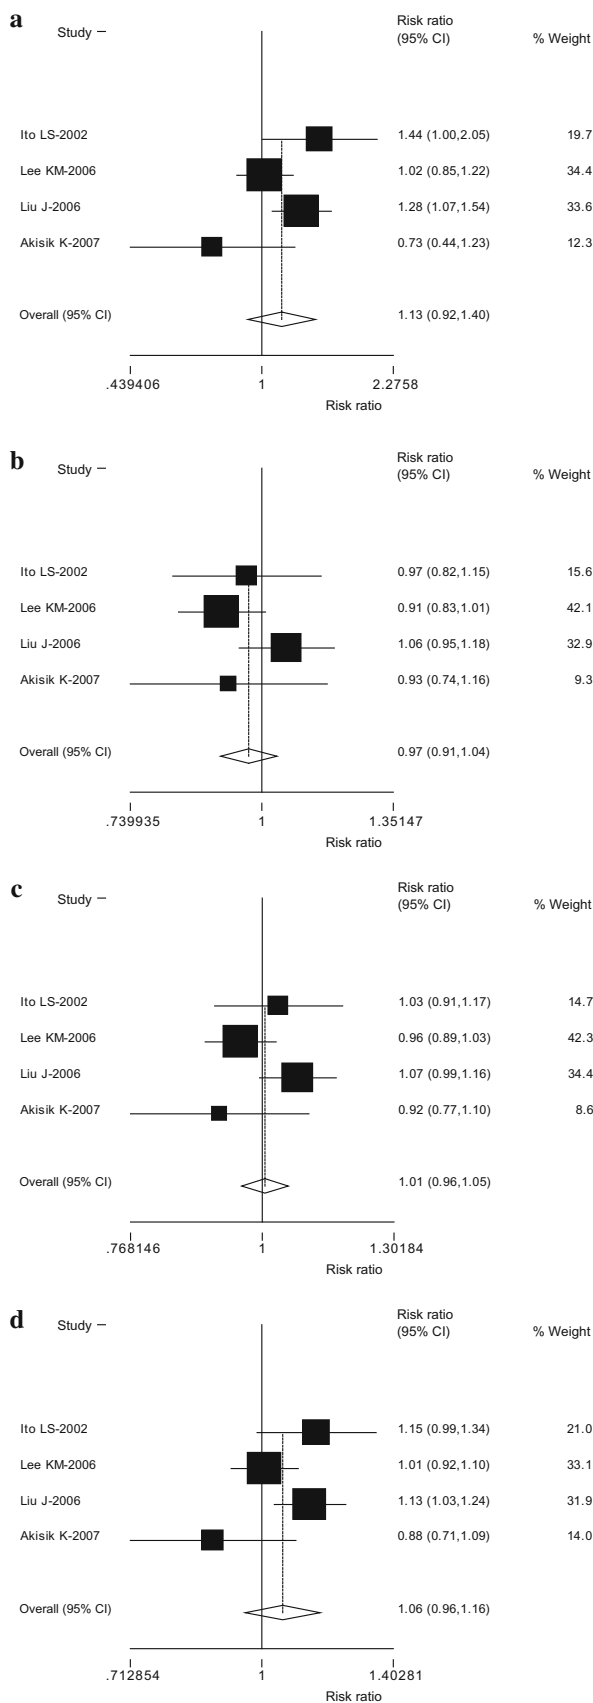 a
Study
Risk ratio
(95% CI)
% Weight
Ito LS-2002 1.44 (1.00,2.05) 19.7
Lee KM-2006 1.02 (0.85,1.22) 34.4
Liu J-2006 1.28 (1.07,1.54) 33.6
Akisik K-2007 0.73 (0.44,1.23) 12.3
Overall (95% CI) 1.13 (0.92,1.40)
.439406 1 2.2758
Risk ratio
b
Study
Risk ratio
(95% CI)
% Weight
Ito LS-2002 0.97 (0.82,1.15) 15.6
Lee KM-2006 0.91 (0.83,1.01) 42.1
Liu J-2006 1.06 (0.95,1.18) 32.9
Akisik K-2007 0.93 (0.74,1.16) 9.3
Overall (95% CI) 0.97 (0.91,1.04)
.739935 1 1.35147
Risk ratio
c
Study
Risk ratio
(95% CI)
% Weight
Ito LS-2002 1.03 (0.91,1.17) 14.7
Lee KM-2006 0.96 (0.89,1.03) 42.3
Liu J-2006 1.07 (0.99,1.16) 34.4
Akisik K-2007 0.92 (0.77,1.10) 8.6
Overall (95% CI) 1.01 (0.96,1.05)
.768146 1 1.30184
Risk ratio
d
Study
Risk ratio
(95% CI)
% Weight
Ito LS-2002 1.15 (0.99,1.34) 21.0
Lee KM-2006 1.01 (0.92,1.10) 33.1
Liu J-2006 1.13 (1.03,1.24) 31.9
Akisik K-2007 0.88 (0.71,1.09) 14.0
Overall (95% CI) 1.06 (0.96,1.16)
.712854 1 1.40281
Risk ratio